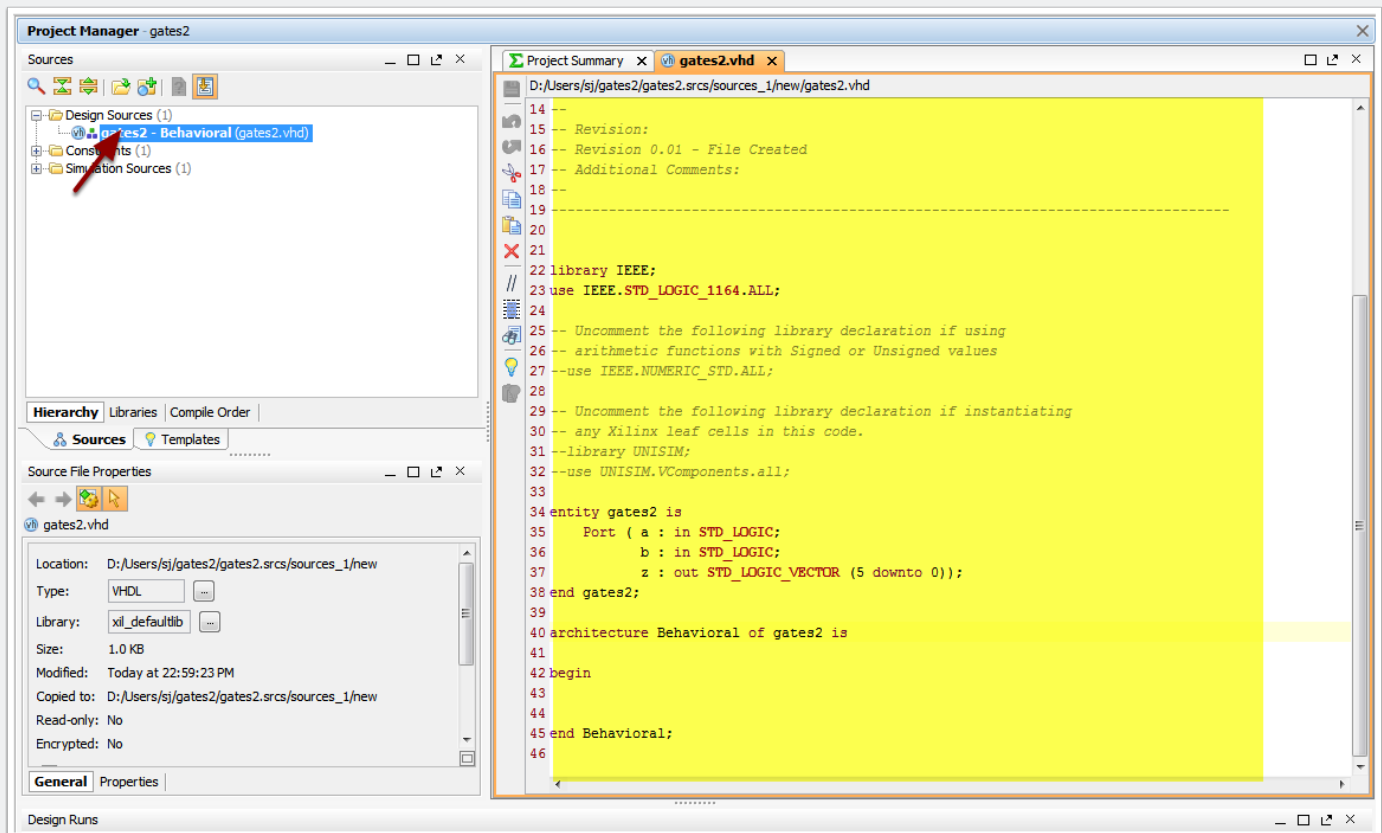 Project Manager - gates2
Sources
Design Sources (1)
gates2 - Behavioral (gates2.vhd)
Constraints (1)
Simulation Sources (1)
Hierarchy Libraries Compile Order
Sources Templates
Source File Properties
gates2.vhd
Location: D:/Users/sj/gates2/gates2.srcs/sources_1/new
Type: VHDL ...
Library: xil_defaultlib ...
Size: 1.0 KB
Modified: Today at 22:59:23 PM
Copied to: D:/Users/sj/gates2/gates2.srcs/sources_1/new
Read-only: No
Encrypted: No
General Properties
Project Summary gates2.vhd
D:/Users/sj/gates2/gates2.srcs/sources_1/new/gates2.vhd
14 --
15 -- Revision:
16 -- Revision 0.01 - File Created
17 -- Additional Comments:
18 --
19 ----------------------------------------------------------------------------------
20
21
22 library IEEE;
23 use IEEE.STD_LOGIC_1164.ALL;
24
25 -- Uncomment the following library declaration if using
26 -- arithmetic functions with Signed or Unsigned values
27 --use IEEE.NUMERIC_STD.ALL;
28
29 -- Uncomment the following library declaration if instantiating
30 -- any Xilinx leaf cells in this code.
31 --library UNISIM;
32 --use UNISIM.VComponents.all;
33
34 entity gates2 is
35     Port ( a : in STD_LOGIC;
36            b : in STD_LOGIC;
37            z : out STD_LOGIC_VECTOR (5 downto 0));
38 end gates2;
39
40 architecture Behavioral of gates2 is
41
42 begin
43
44
45 end Behavioral;
46
Design Runs